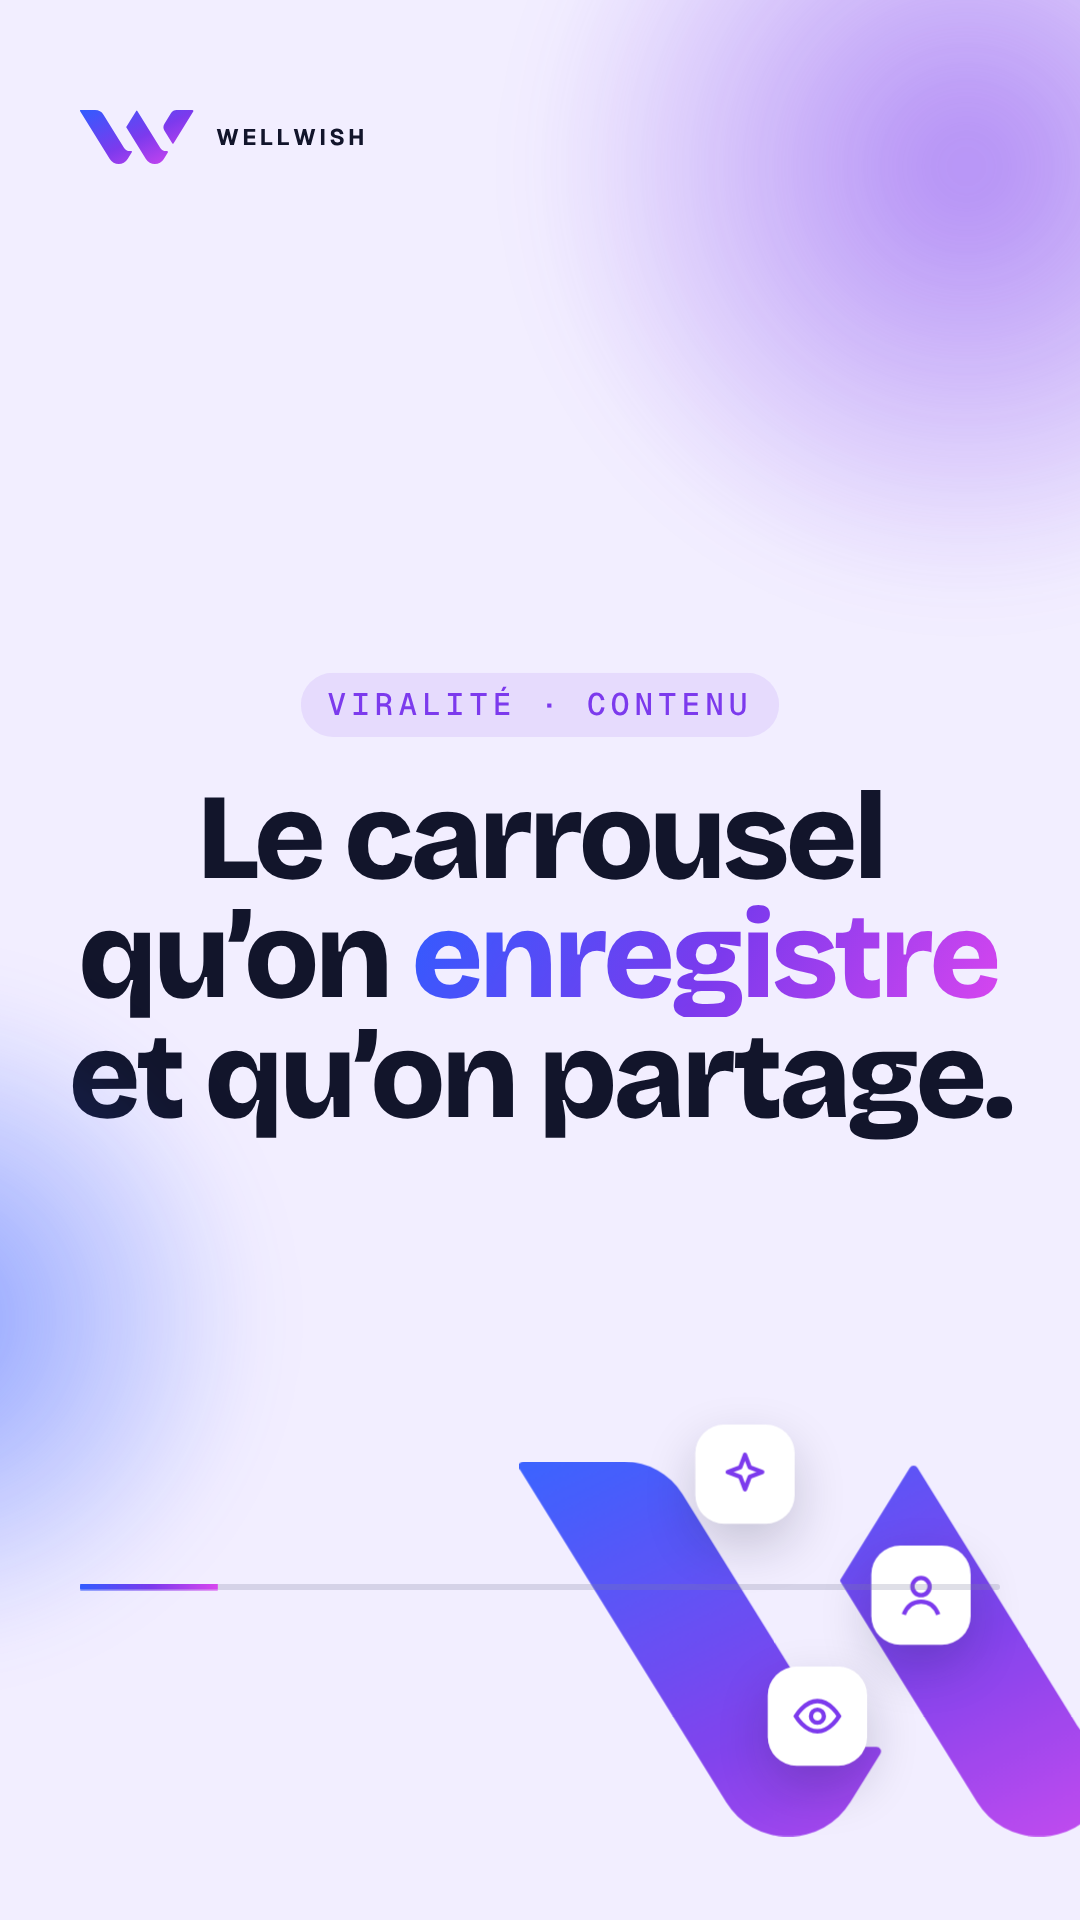 WELLWISH
VIRALITÉ · CONTENU
Le carrousel
qu’on enregistre
et qu’on partage.